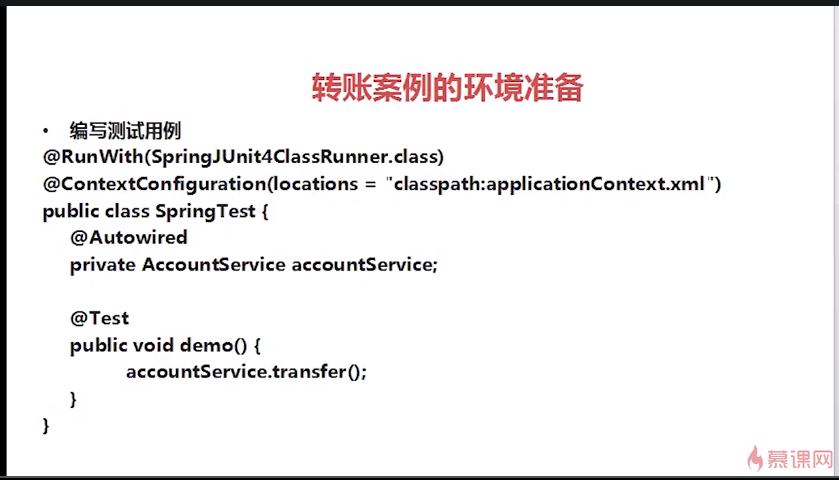 转账案例的环境准备
• 编写测试用例
@RunWith(SpringJUnit4ClassRunner.class)
@ContextConfiguration(locations = "classpath:applicationContext.xml")
public class SpringTest {
@Autowired
private AccountService accountService;
@Test
public void demo() {
accountService.transfer();
}
}
慕课网